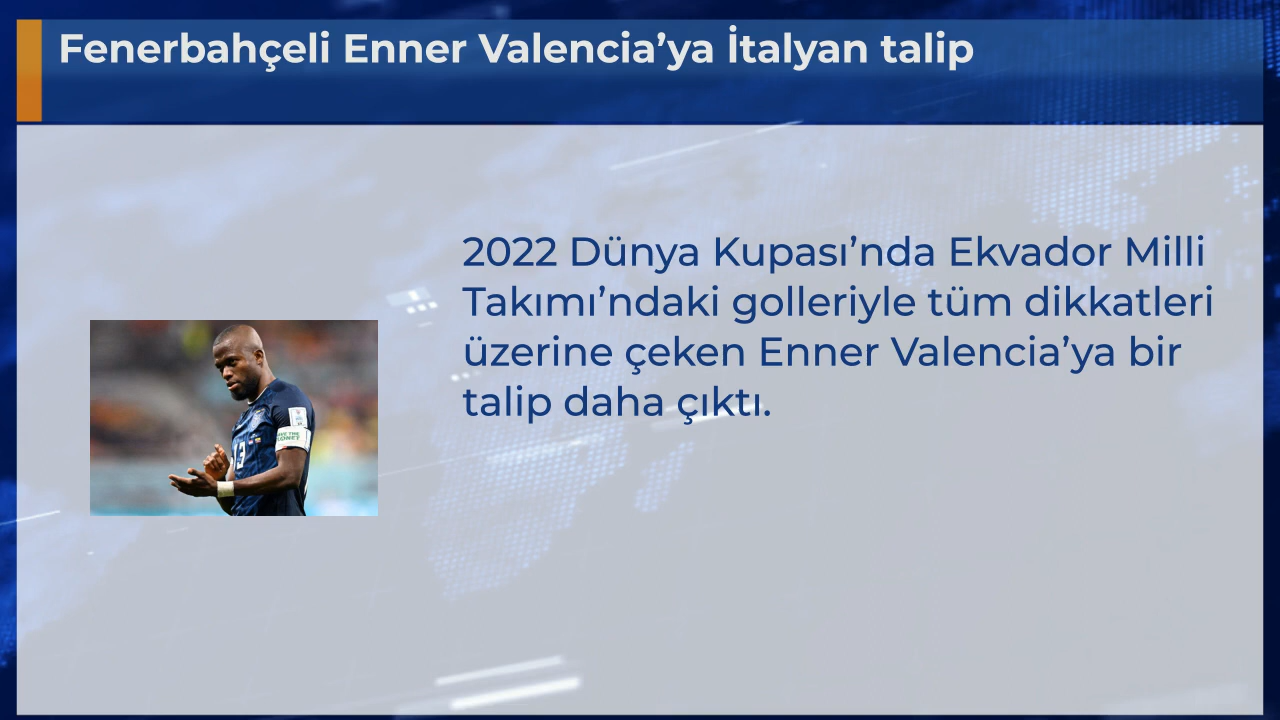 Fenerbahçeli Enner Valencia’ya İtalyan talip
2022 Dünya Kupası’nda Ekvador Milli
Takımı’ndaki golleriyle tüm dikkatleri
üzerine çeken Enner Valencia’ya bir
talip daha çıktı.
13